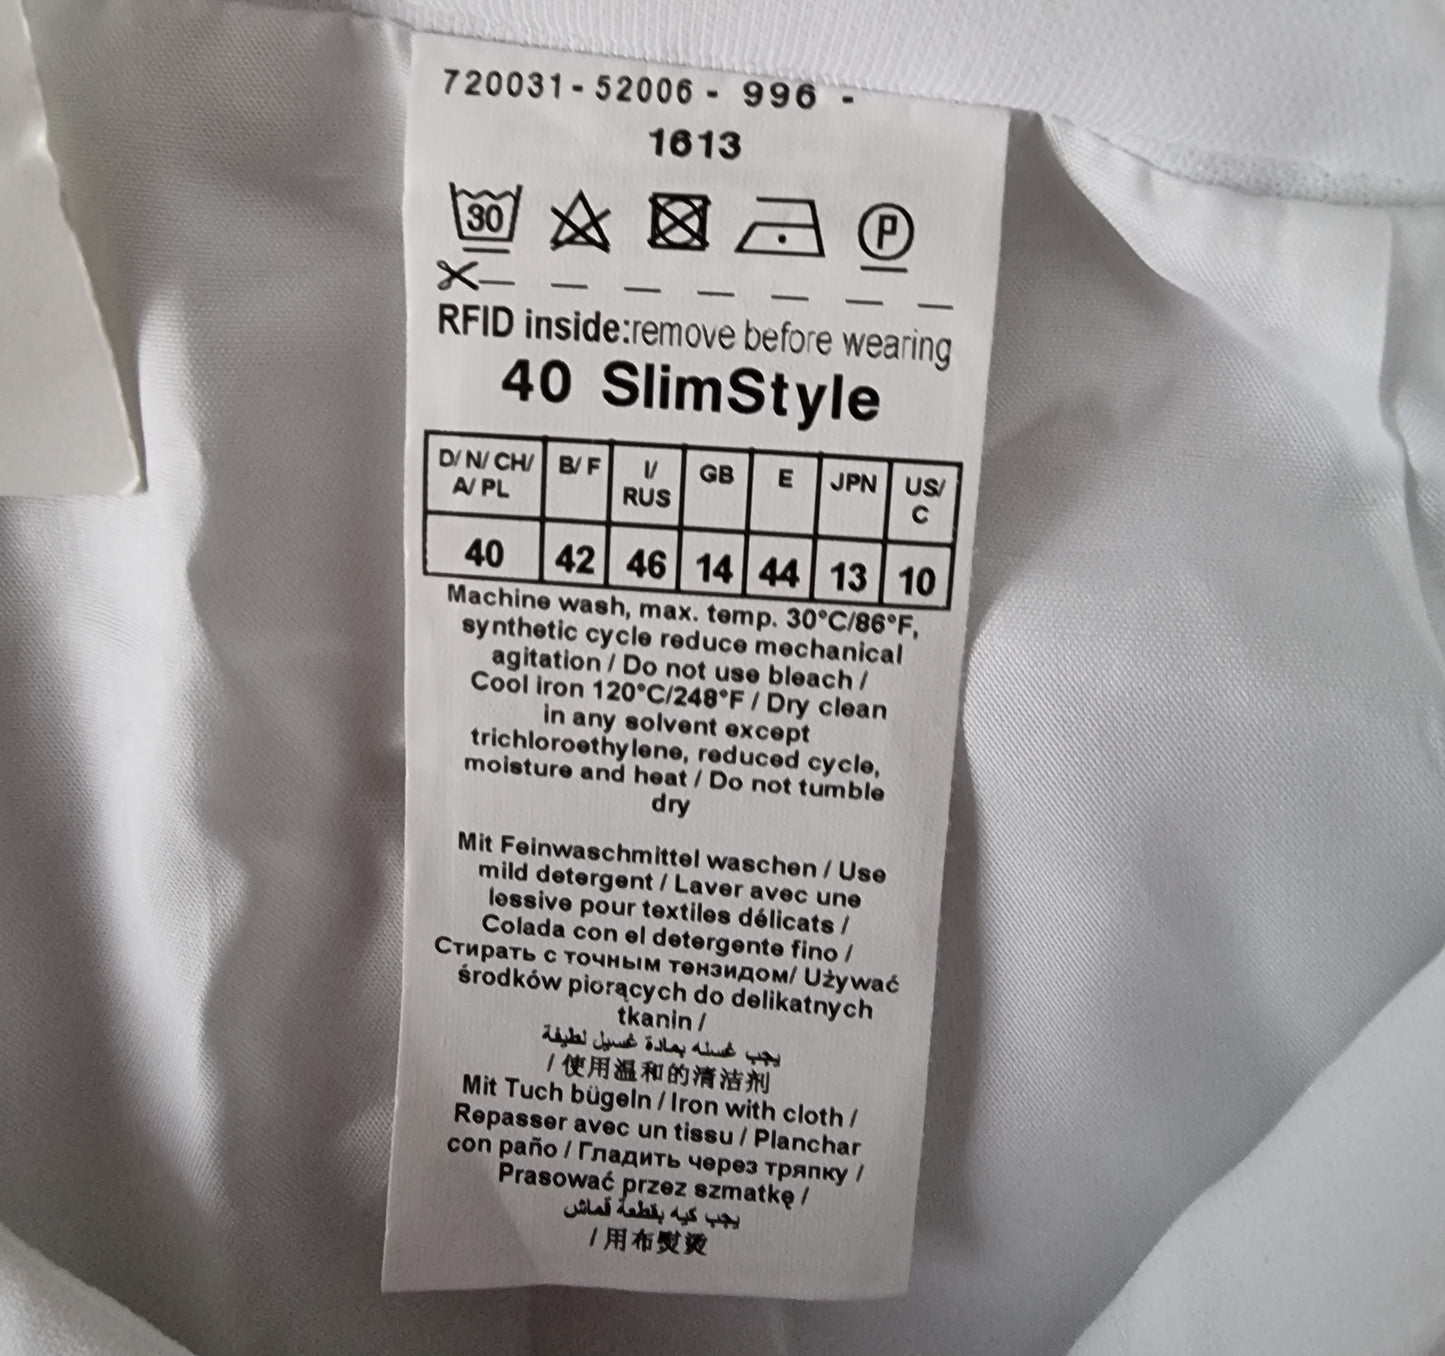 720031-52006- 996 -
1613
30 P
RFID inside:remove before wearing
40 SlimStyle
D/ N/ CH/ A/ PL B/ F I/ RUS GB E JPN US/ C
40 42 46 14 44 13 10
Machine wash, max. temp. 30°C/86°F,
synthetic cycle reduce mechanical
agitation / Do not use bleach /
Cool iron 120°C/248°F / Dry clean
in any solvent except
trichloroethylene, reduced cycle,
moisture and heat / Do not tumble
dry
Mit Feinwaschmittel waschen / Use
mild detergent / Laver avec une
lessive pour textiles délicats /
Colada con el detergente fino /
Стирать с точным тензидом/ Używać
środków piorących do delikatnych
tkanin /
يجب غسله بمادة غسيل لطيفة
/ 使用温和的清洁剂
Mit Tuch bügeln / Iron with cloth /
Repasser avec un tissu / Planchar
con paño / Гладить через тряпку /
Prasować przez szmatkę /
يجب كيه بقطعة قماش
/ 用布熨烫